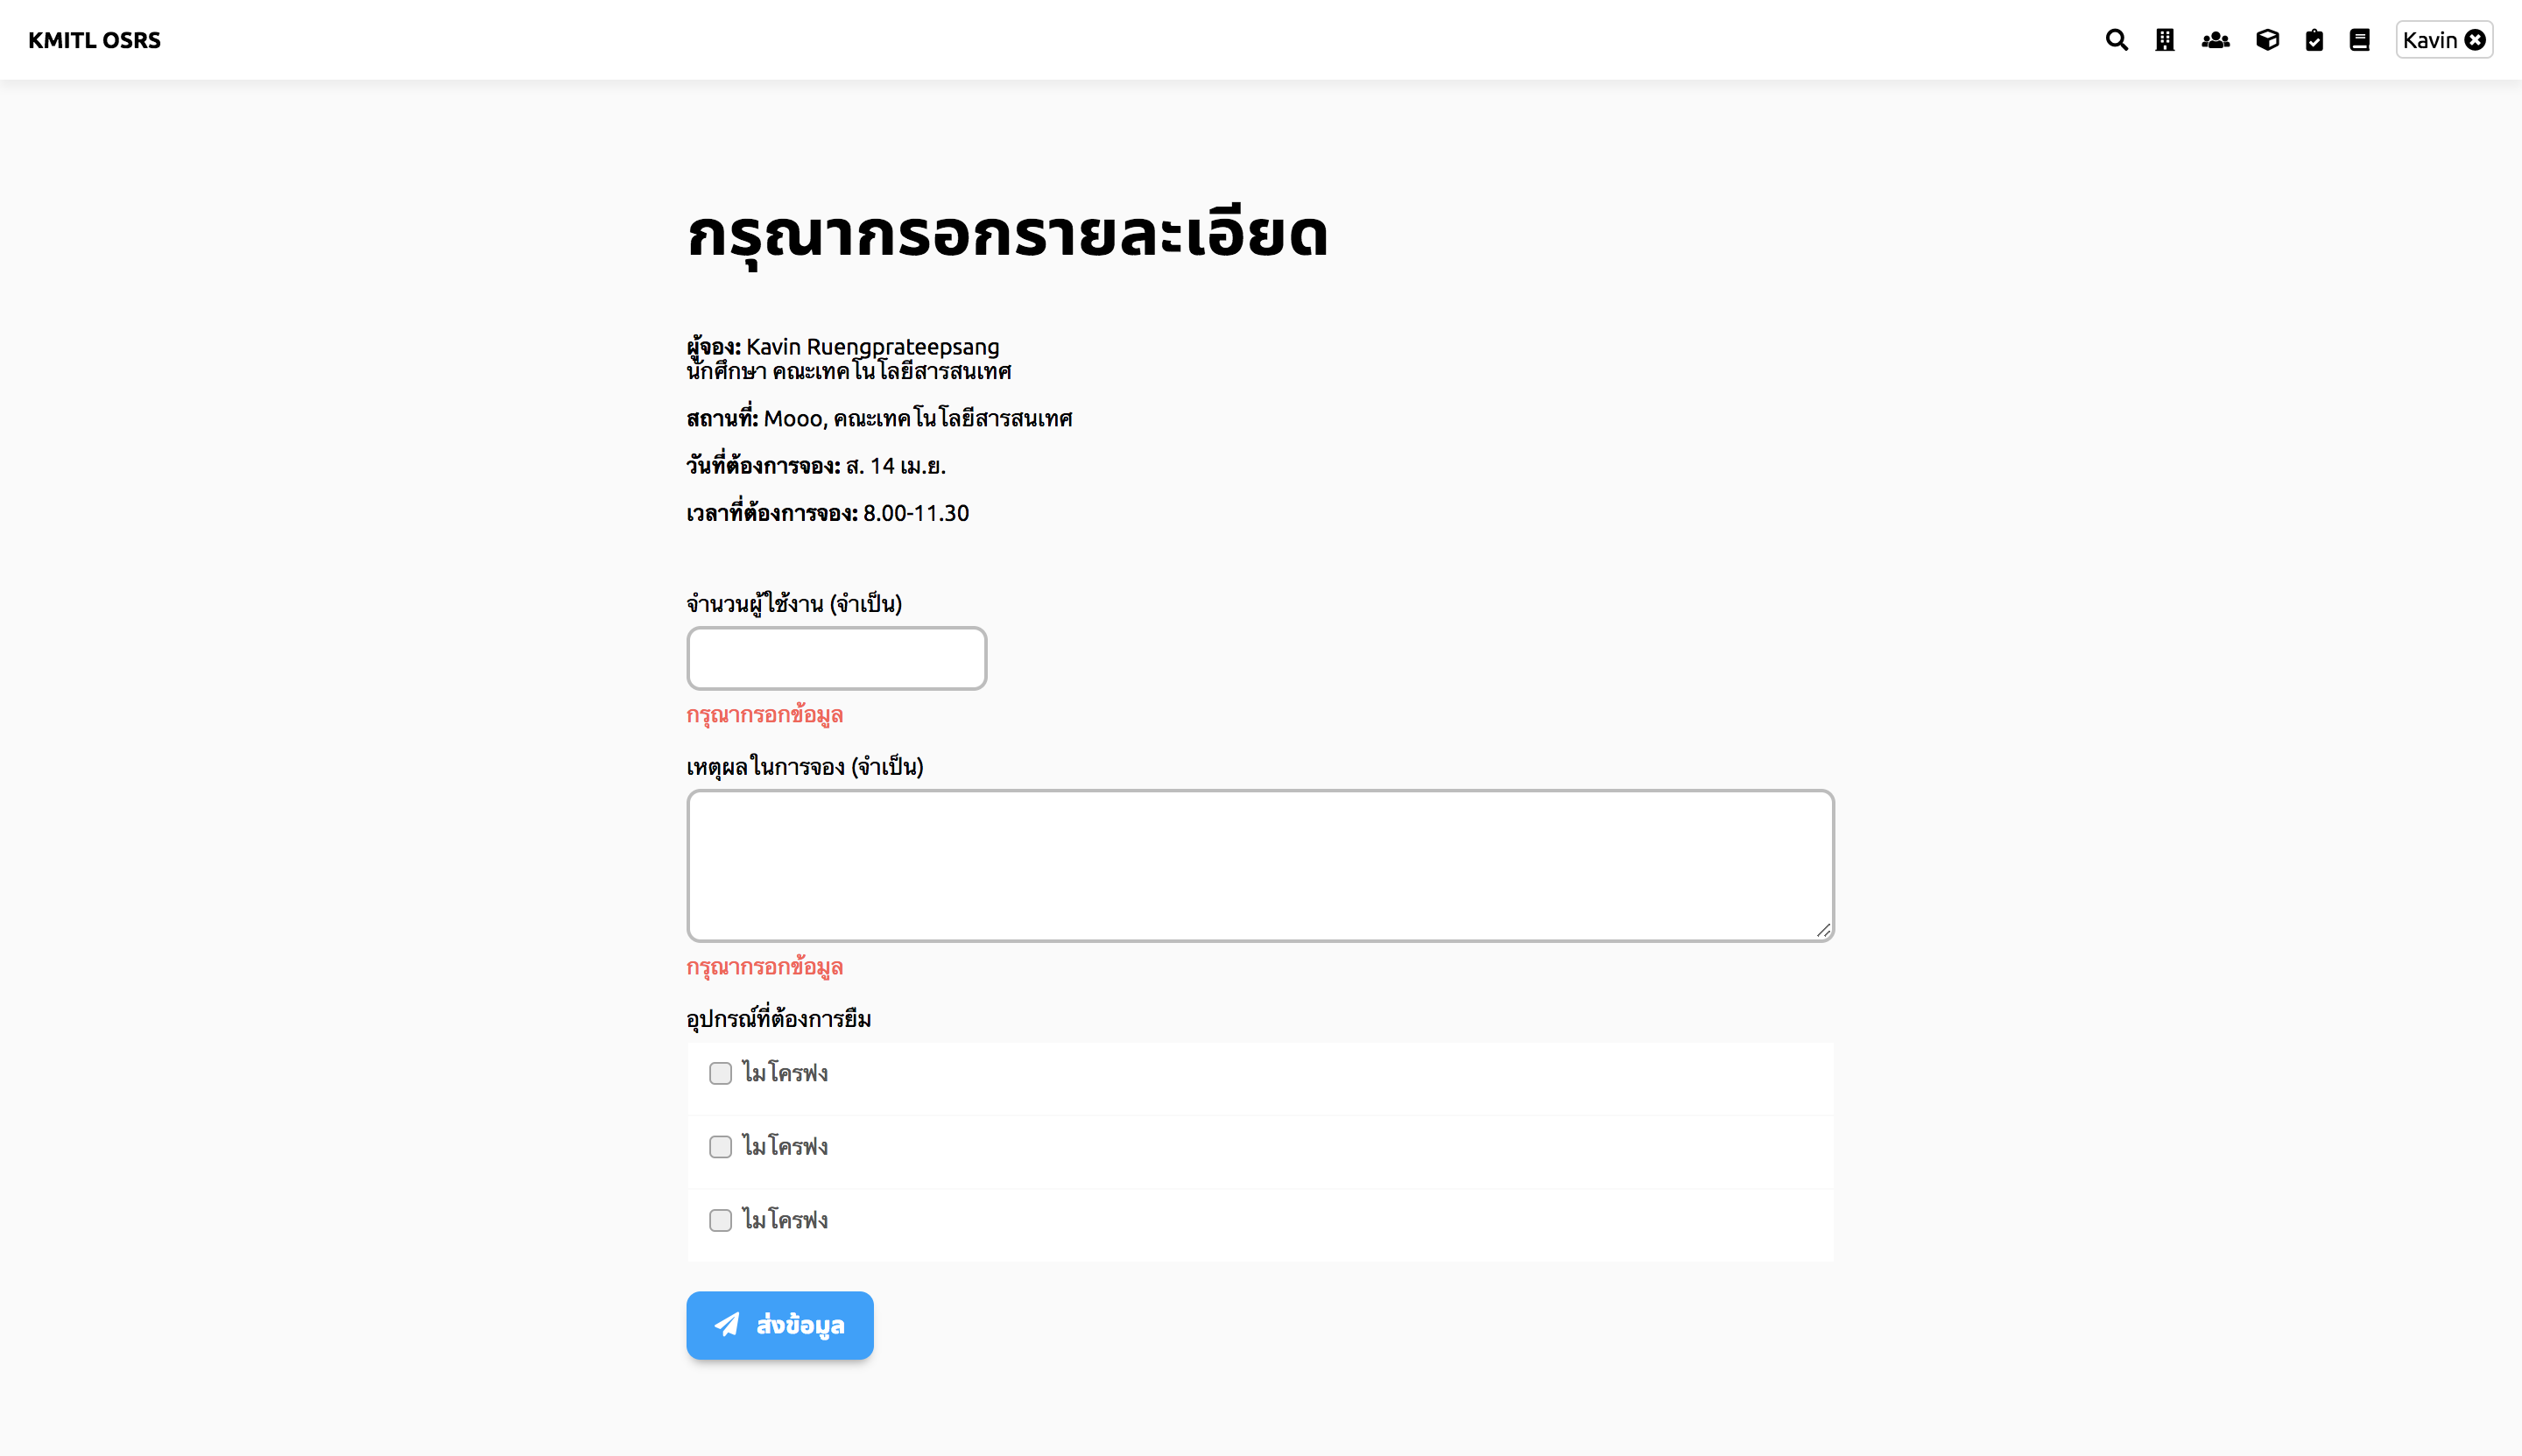 KMITL OSRS
Kavin
กรุณากรอกรายละเอียด
ผู้จอง: Kavin Ruengprateepsang
นักศึกษา คณะเทคโนโลยีสารสนเทศ
สถานที่: Mooo, คณะเทคโนโลยีสารสนเทศ
วันที่ต้องการจอง: ส. 14 เม.ย.
เวลาที่ต้องการจอง: 8.00-11.30
จำนวนผู้ใช้งาน (จำเป็น)
กรุณากรอกข้อมูล
เหตุผลในการจอง (จำเป็น)
กรุณากรอกข้อมูล
อุปกรณ์ที่ต้องการยืม
ไมโครฟง
ไมโครฟง
ไมโครฟง
ส่งข้อมูล